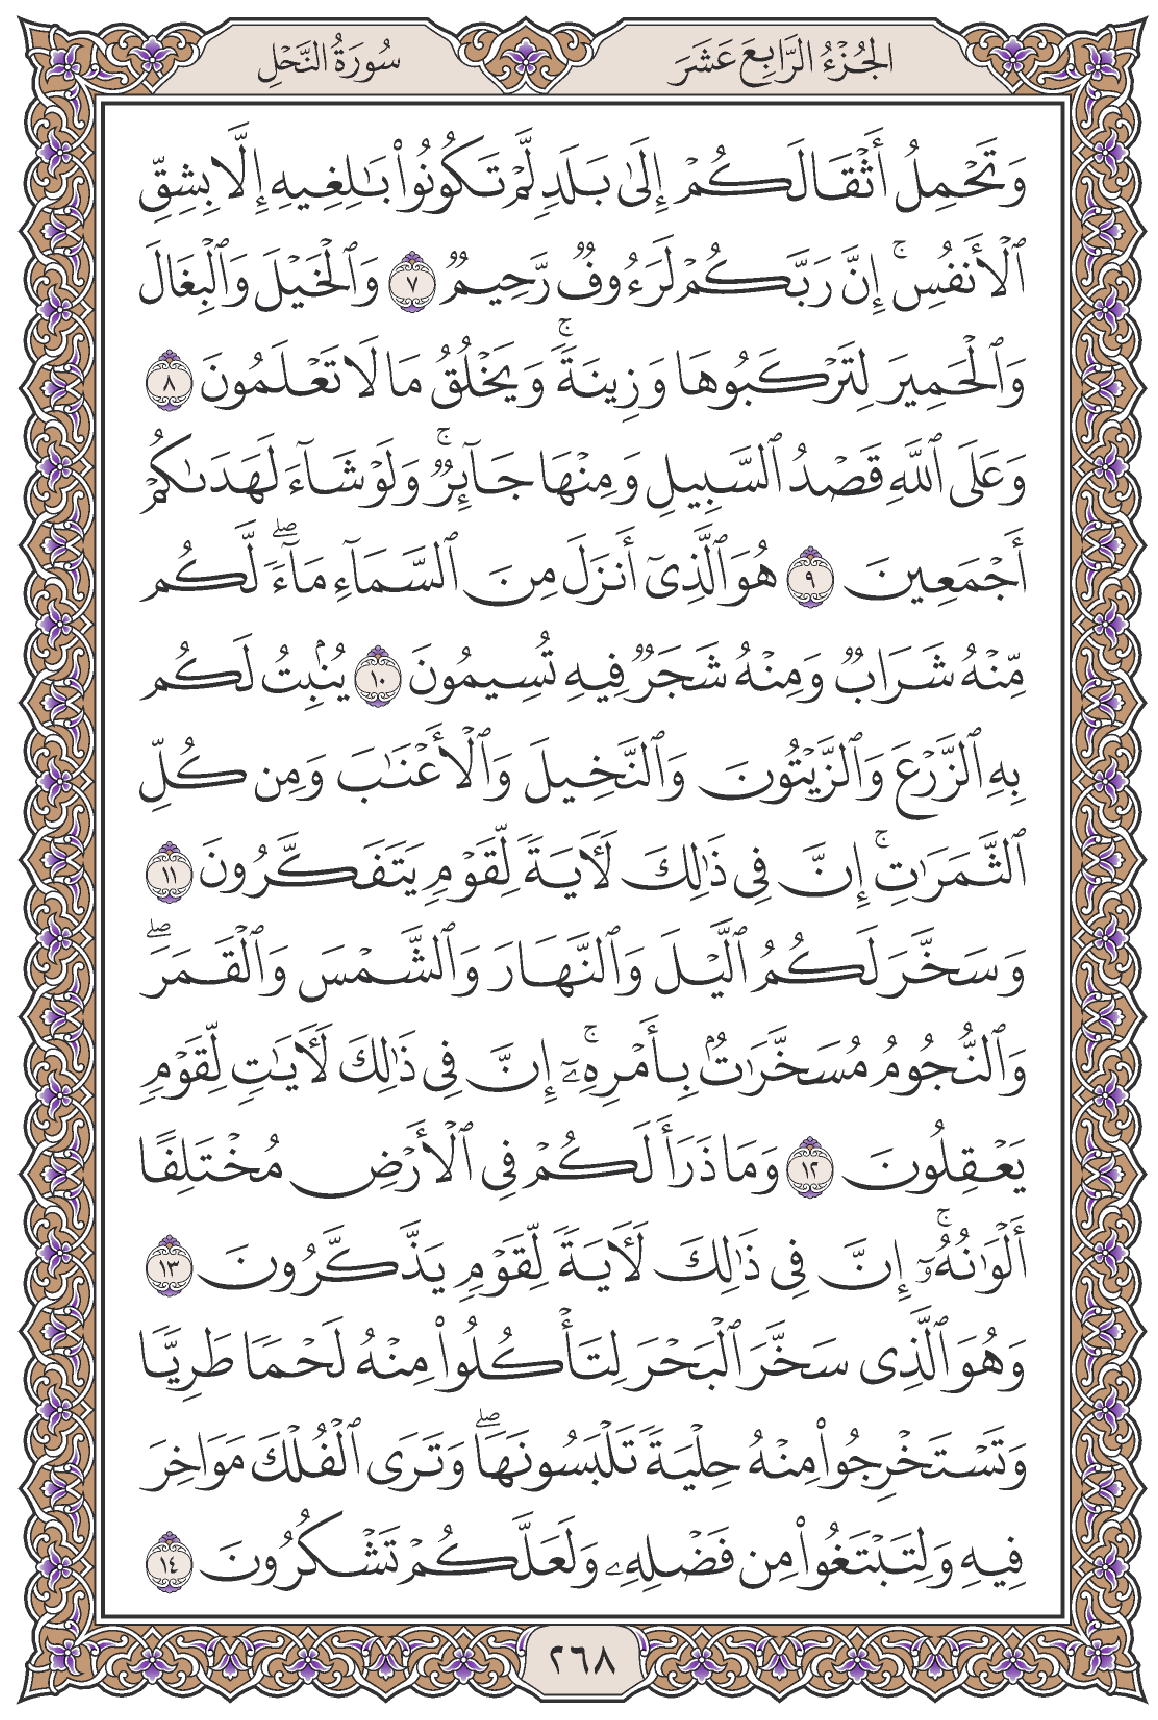 الجُزْءُ الرَّابِعَ عَشَرَ
سُورَةُ النَّحْلِ
وَتَحْمِلُ أَثْقَالَكُمْ إِلَىٰ بَلَدٖ لَّمْ تَكُونُواْ بَٰلِغِيهِ إِلَّا بِشِقِّ
ٱلْأَنفُسِۚ إِنَّ رَبَّكُمْ لَرَءُوفٞ رَّحِيمٞ ٧ وَٱلْخَيْلَ وَٱلْبِغَالَ
وَٱلْحَمِيرَ لِتَرْكَبُوهَا وَزِينَةٗۚ وَيَخْلُقُ مَا لَا تَعْلَمُونَ ٨
وَعَلَى ٱللَّهِ قَصْدُ ٱلسَّبِيلِ وَمِنْهَا جَآئِرٞۚ وَلَوْ شَآءَ لَهَدَىٰكُمْ
أَجْمَعِينَ ٩ هُوَ ٱلَّذِىٓ أَنزَلَ مِنَ ٱلسَّمَآءِ مَآءٗۖ لَّكُم
مِّنْهُ شَرَابٞ وَمِنْهُ شَجَرٞ فِيهِ تُسِيمُونَ ١٠ يُنۢبِتُ لَكُم
بِهِ ٱلزَّرْعَ وَٱلزَّيْتُونَ وَٱلنَّخِيلَ وَٱلْأَعْنَٰبَ وَمِن كُلِّ
ٱلثَّمَرَٰتِۚ إِنَّ فِى ذَٰلِكَ لَأٓيَةٗ لِّقَوْمٖ يَتَفَكَّرُونَ ١١
وَسَخَّرَ لَكُمُ ٱلَّيْلَ وَٱلنَّهَارَ وَٱلشَّمْسَ وَٱلْقَمَرَۖ
وَٱلنُّجُومُ مُسَخَّرَٰتُۢ بِأَمْرِهِۦٓۚ إِنَّ فِى ذَٰلِكَ لَأٓيَٰتٖ لِّقَوْمٖ
يَعْقِلُونَ ١٢ وَمَا ذَرَأَ لَكُمْ فِى ٱلْأَرْضِ مُخْتَلِفًا
أَلْوَٰنُهُۥٓۚ إِنَّ فِى ذَٰلِكَ لَأٓيَةٗ لِّقَوْمٖ يَذَّكَّرُونَ ١٣
وَهُوَ ٱلَّذِى سَخَّرَ ٱلْبَحْرَ لِتَأْكُلُواْ مِنْهُ لَحْمٗا طَرِيّٗا
وَتَسْتَخْرِجُواْ مِنْهُ حِلْيَةٗ تَلْبَسُونَهَاۖ وَتَرَى ٱلْفُلْكَ مَوَاخِرَ
فِيهِ وَلِتَبْتَغُواْ مِن فَضْلِهِۦ وَلَعَلَّكُمْ تَشْكُرُونَ ١٤
٢٦٨